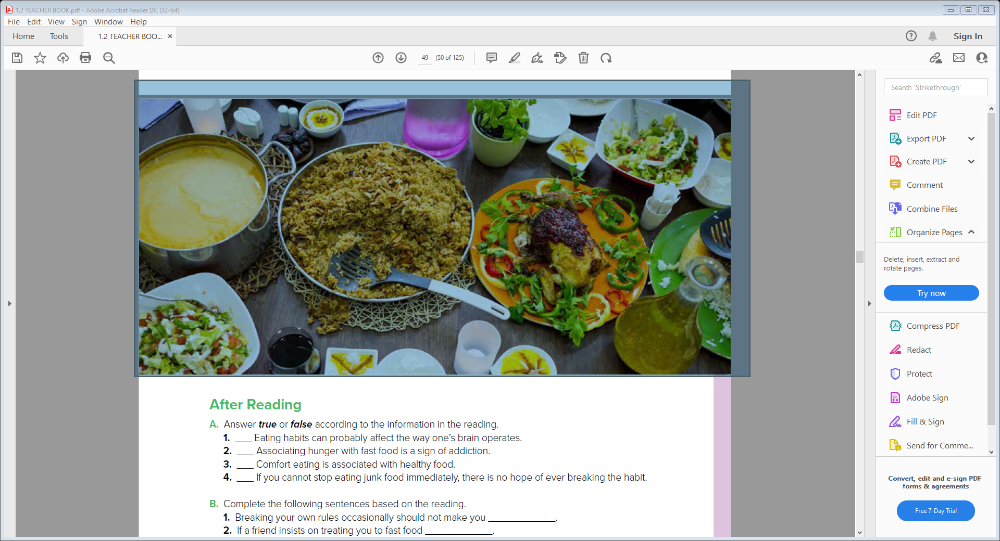 1.2 TEACHER BOOK.pdf - Adobe Acrobat Reader DC (32-bit)
File Edit View Sign Window Help
Home Tools 1.2 TEACHER BOO... × Sign In
49 (50 of 125)
Search 'Strikethrough'
Edit PDF
Export PDF
Create PDF
Comment
Combine Files
Organize Pages
Delete, insert, extract and
rotate pages.
Try now
Compress PDF
Redact
Protect
Adobe Sign
Fill & Sign
Send for Comme...
Convert, edit and e-sign PDF
forms & agreements
Free 7-Day Trial
After Reading
A. Answer true or false according to the information in the reading.
1. ___ Eating habits can probably affect the way one's brain operates.
2. ___ Associating hunger with fast food is a sign of addiction.
3. ___ Comfort eating is associated with healthy food.
4. ___ If you cannot stop eating junk food immediately, there is no hope of ever breaking the habit.
B. Complete the following sentences based on the reading.
1. Breaking your own rules occasionally should not make you ____________.
2. If a friend insists on treating you to fast food ____________.